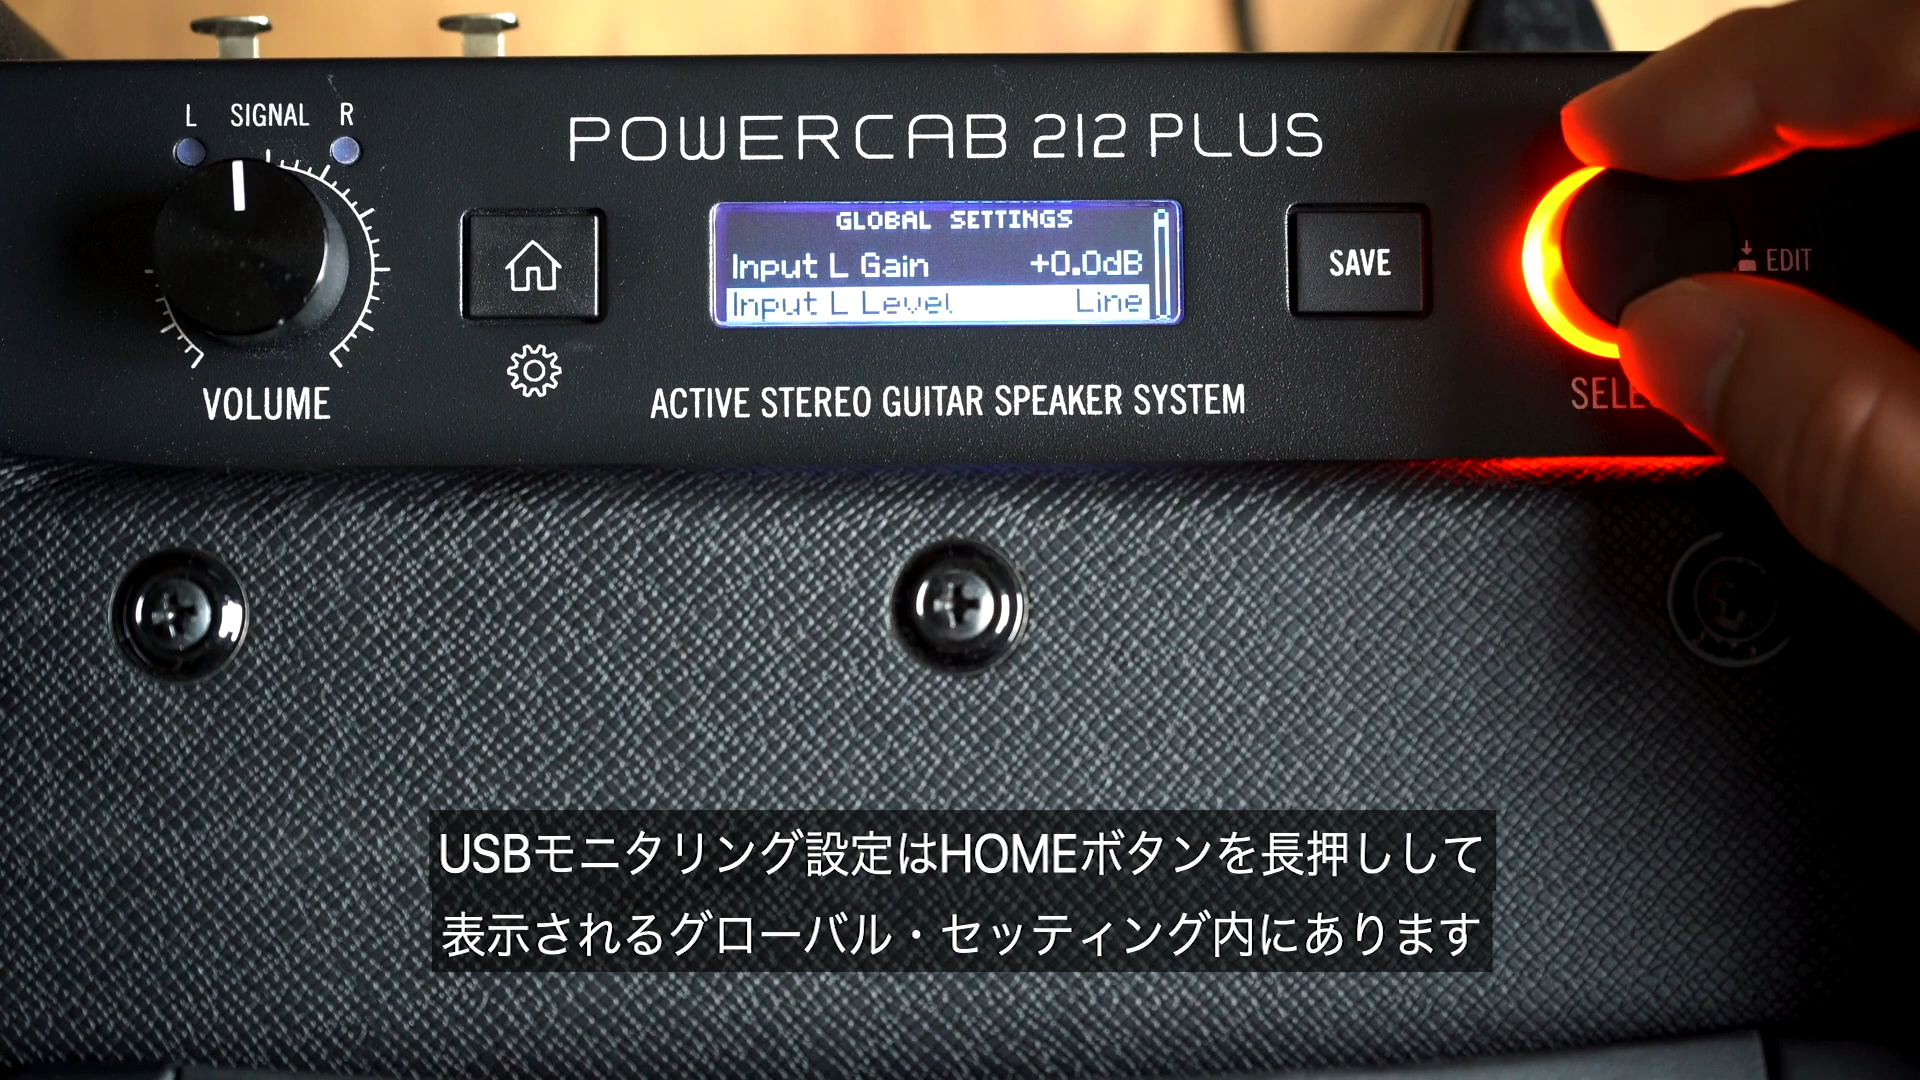 L SIGNAL R
POWERCAB 212 PLUS
GLOBAL SETTINGS
Input L Gain +0.0dB
Input L Level Line
SAVE
EDIT
VOLUME
ACTIVE STEREO GUITAR SPEAKER SYSTEM
USBモニタリング設定はHOMEボタンを長押しして
表示されるグローバル・セッティング内にあります